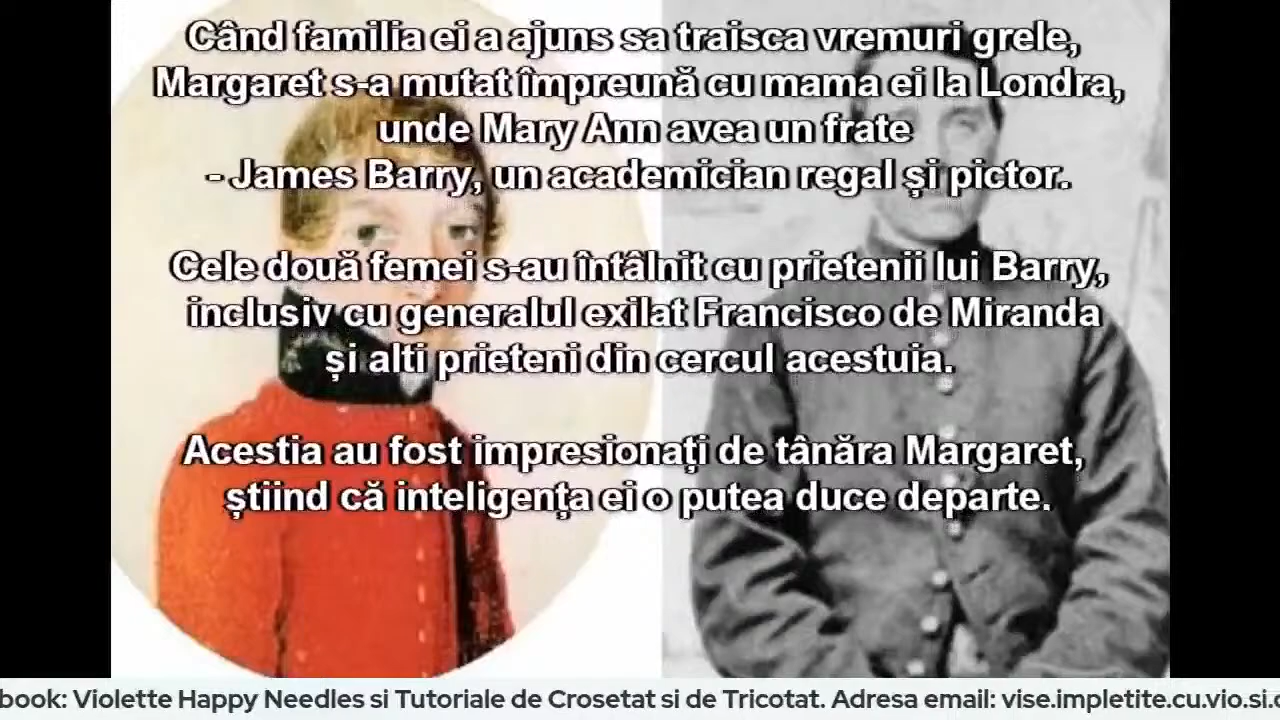 Când familia ei a ajuns sa traisca vremuri grele,
Margaret s-a mutat împreună cu mama ei la Londra,
unde Mary Ann avea un frate
- James Barry, un academician regal și pictor.
Cele două femei s-au întâlnit cu prietenii lui Barry,
inclusiv cu generalul exilat Francisco de Miranda
și alti prieteni din cercul acestuia.
Acestia au fost impresionați de tânăra Margaret,
știind că inteligența ei o putea duce departe.
book: Violette Happy Needles si Tutoriale de Crosetat si de Tricotat. Adresa email: vise.impletite.cu.vio.si.